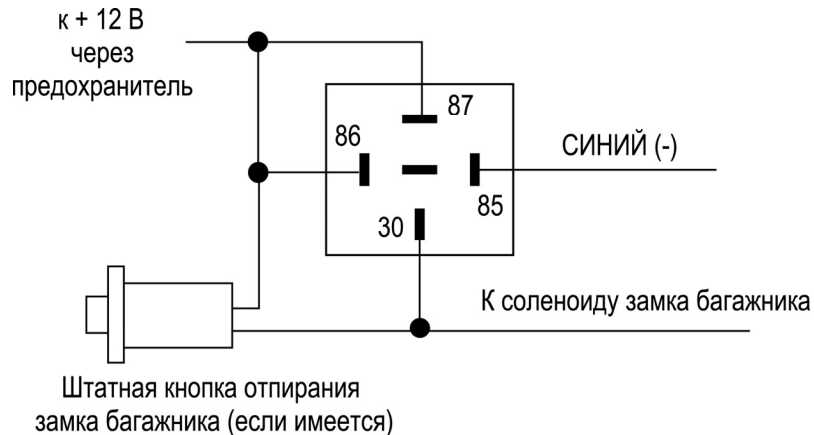 к + 12 В
через
предохранитель
87
86
СИНИЙ (-)
85
30
К соленоиду замка багажника
Штатная кнопка отпирания
замка багажника (если имеется)